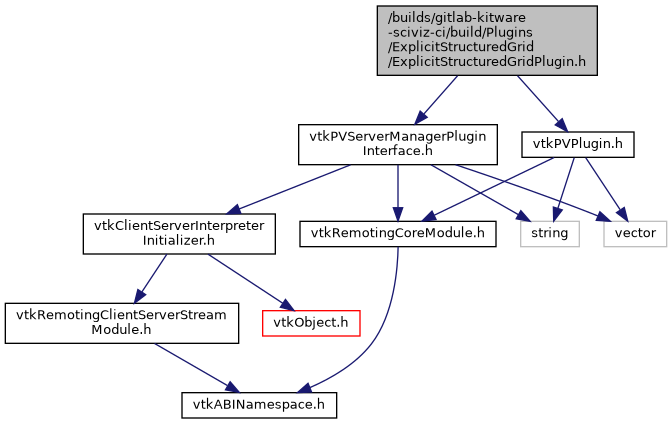 /builds/gitlab-kitware
-sciviz-ci/build/Plugins
/ExplicitStructuredGrid
/ExplicitStructuredGridPlugin.h
vtkPVServerManagerPlugin
Interface.h
vtkPVPlugin.h
vtkClientServerInterpreter
Initializer.h
vtkRemotingCoreModule.h
string
vector
vtkRemotingClientServerStream
Module.h
vtkObject.h
vtkABINamespace.h